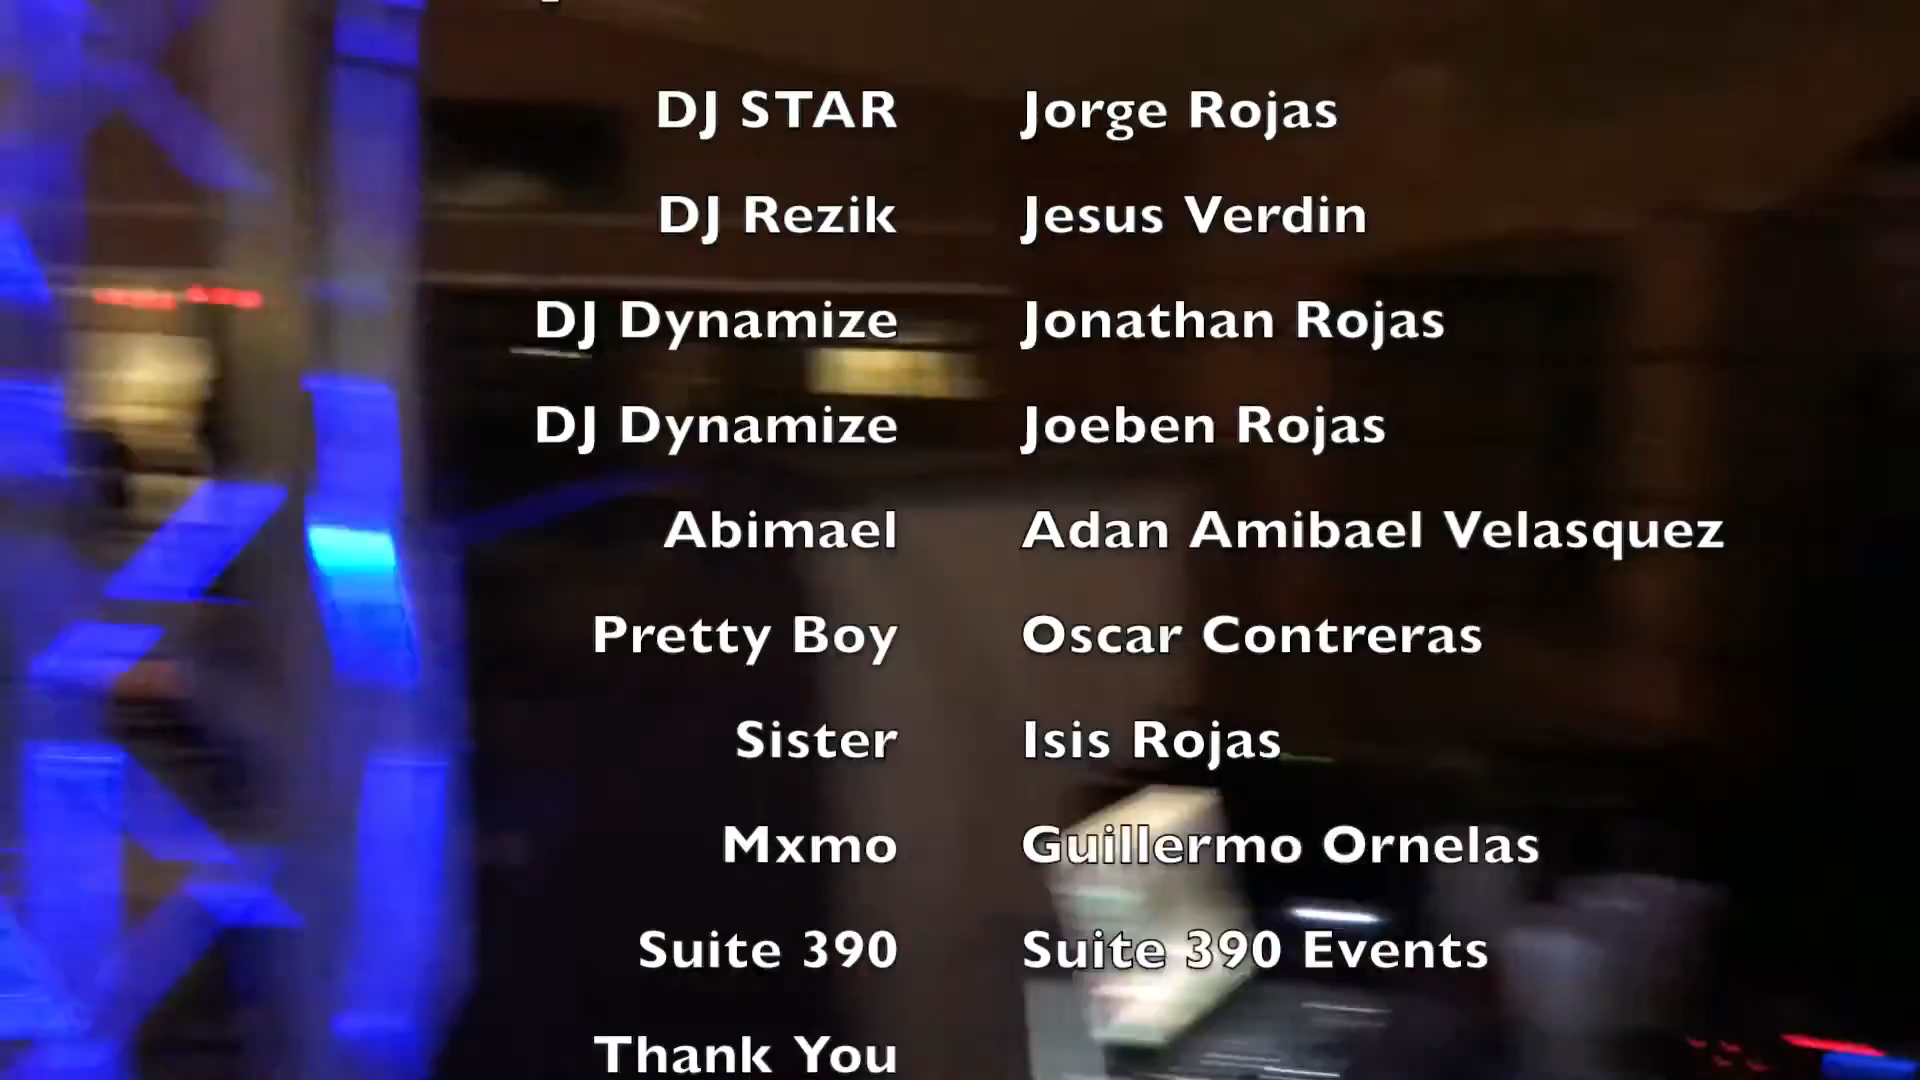 DJ STAR Jorge Rojas
DJ Rezik Jesus Verdin
DJ Dynamize Jonathan Rojas
DJ Dynamize Joeben Rojas
Abimael Adan Amibael Velasquez
Pretty Boy Oscar Contreras
Sister Isis Rojas
Mxmo Guillermo Ornelas
Suite 390 Suite 390 Events
Thank You